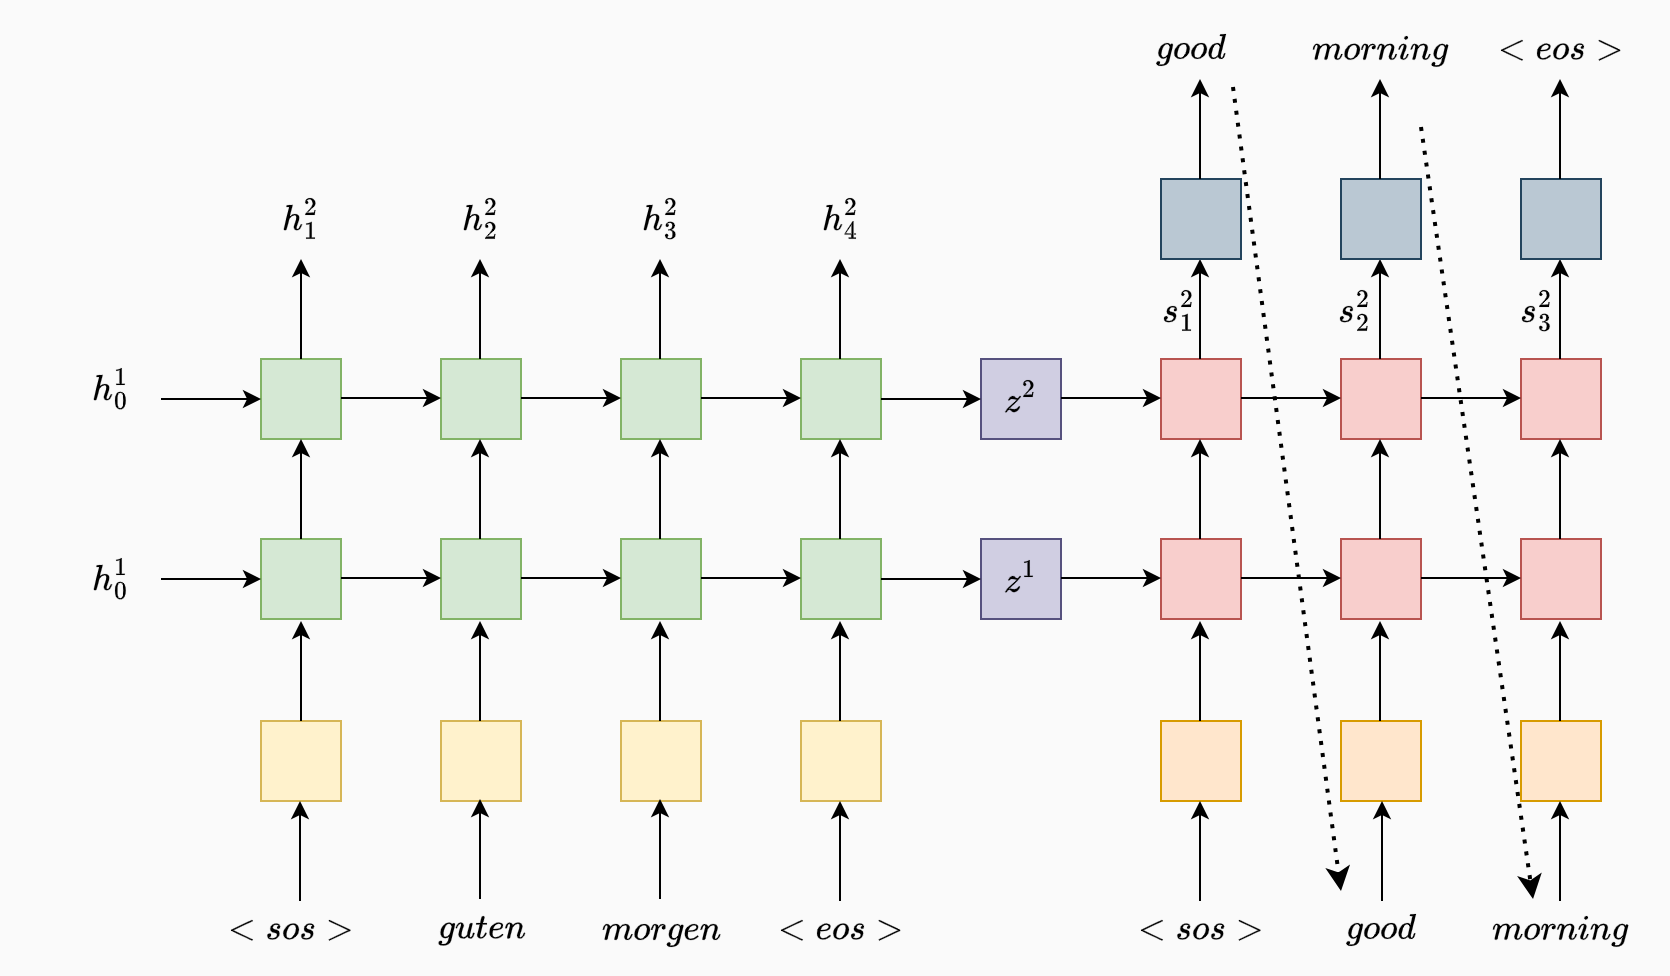 good morning < eos >
h_1^2 h_2^2 h_3^2 h_4^2
s_1^2 s_2^2 s_3^2
h_0^1 z^2
h_0^1 z^1
< sos > guten morgen < eos > < sos > good morning